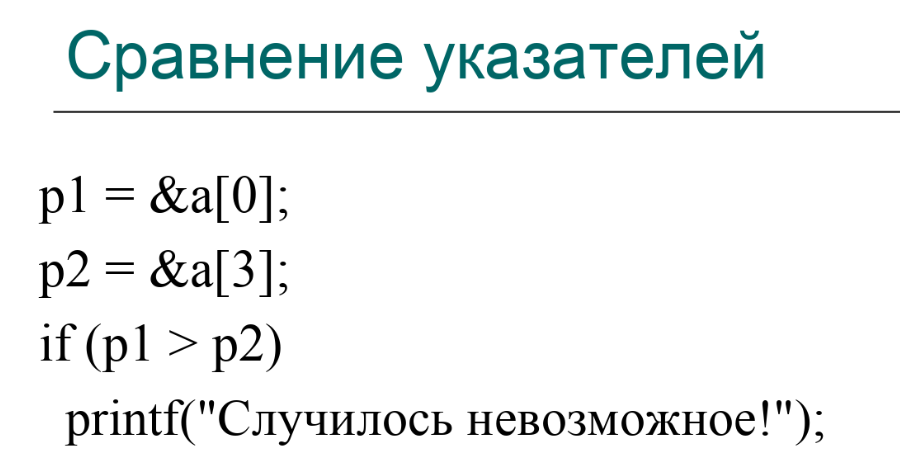 Сравнение указателей
p1 = &a[0];
p2 = &a[3];
if (p1 > p2)
printf("Случилось невозможное!");